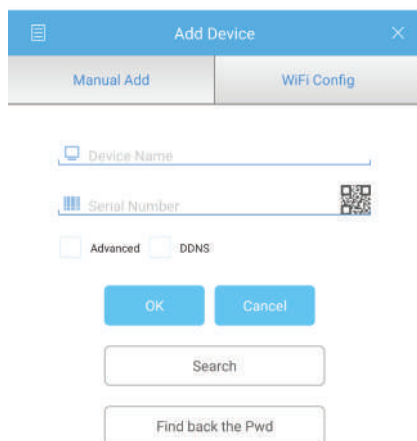 Add Device
Manual Add WiFi Config
Device Name
Serial Number
Advanced DDNS
OK Cancel
Search
Find back the Pwd